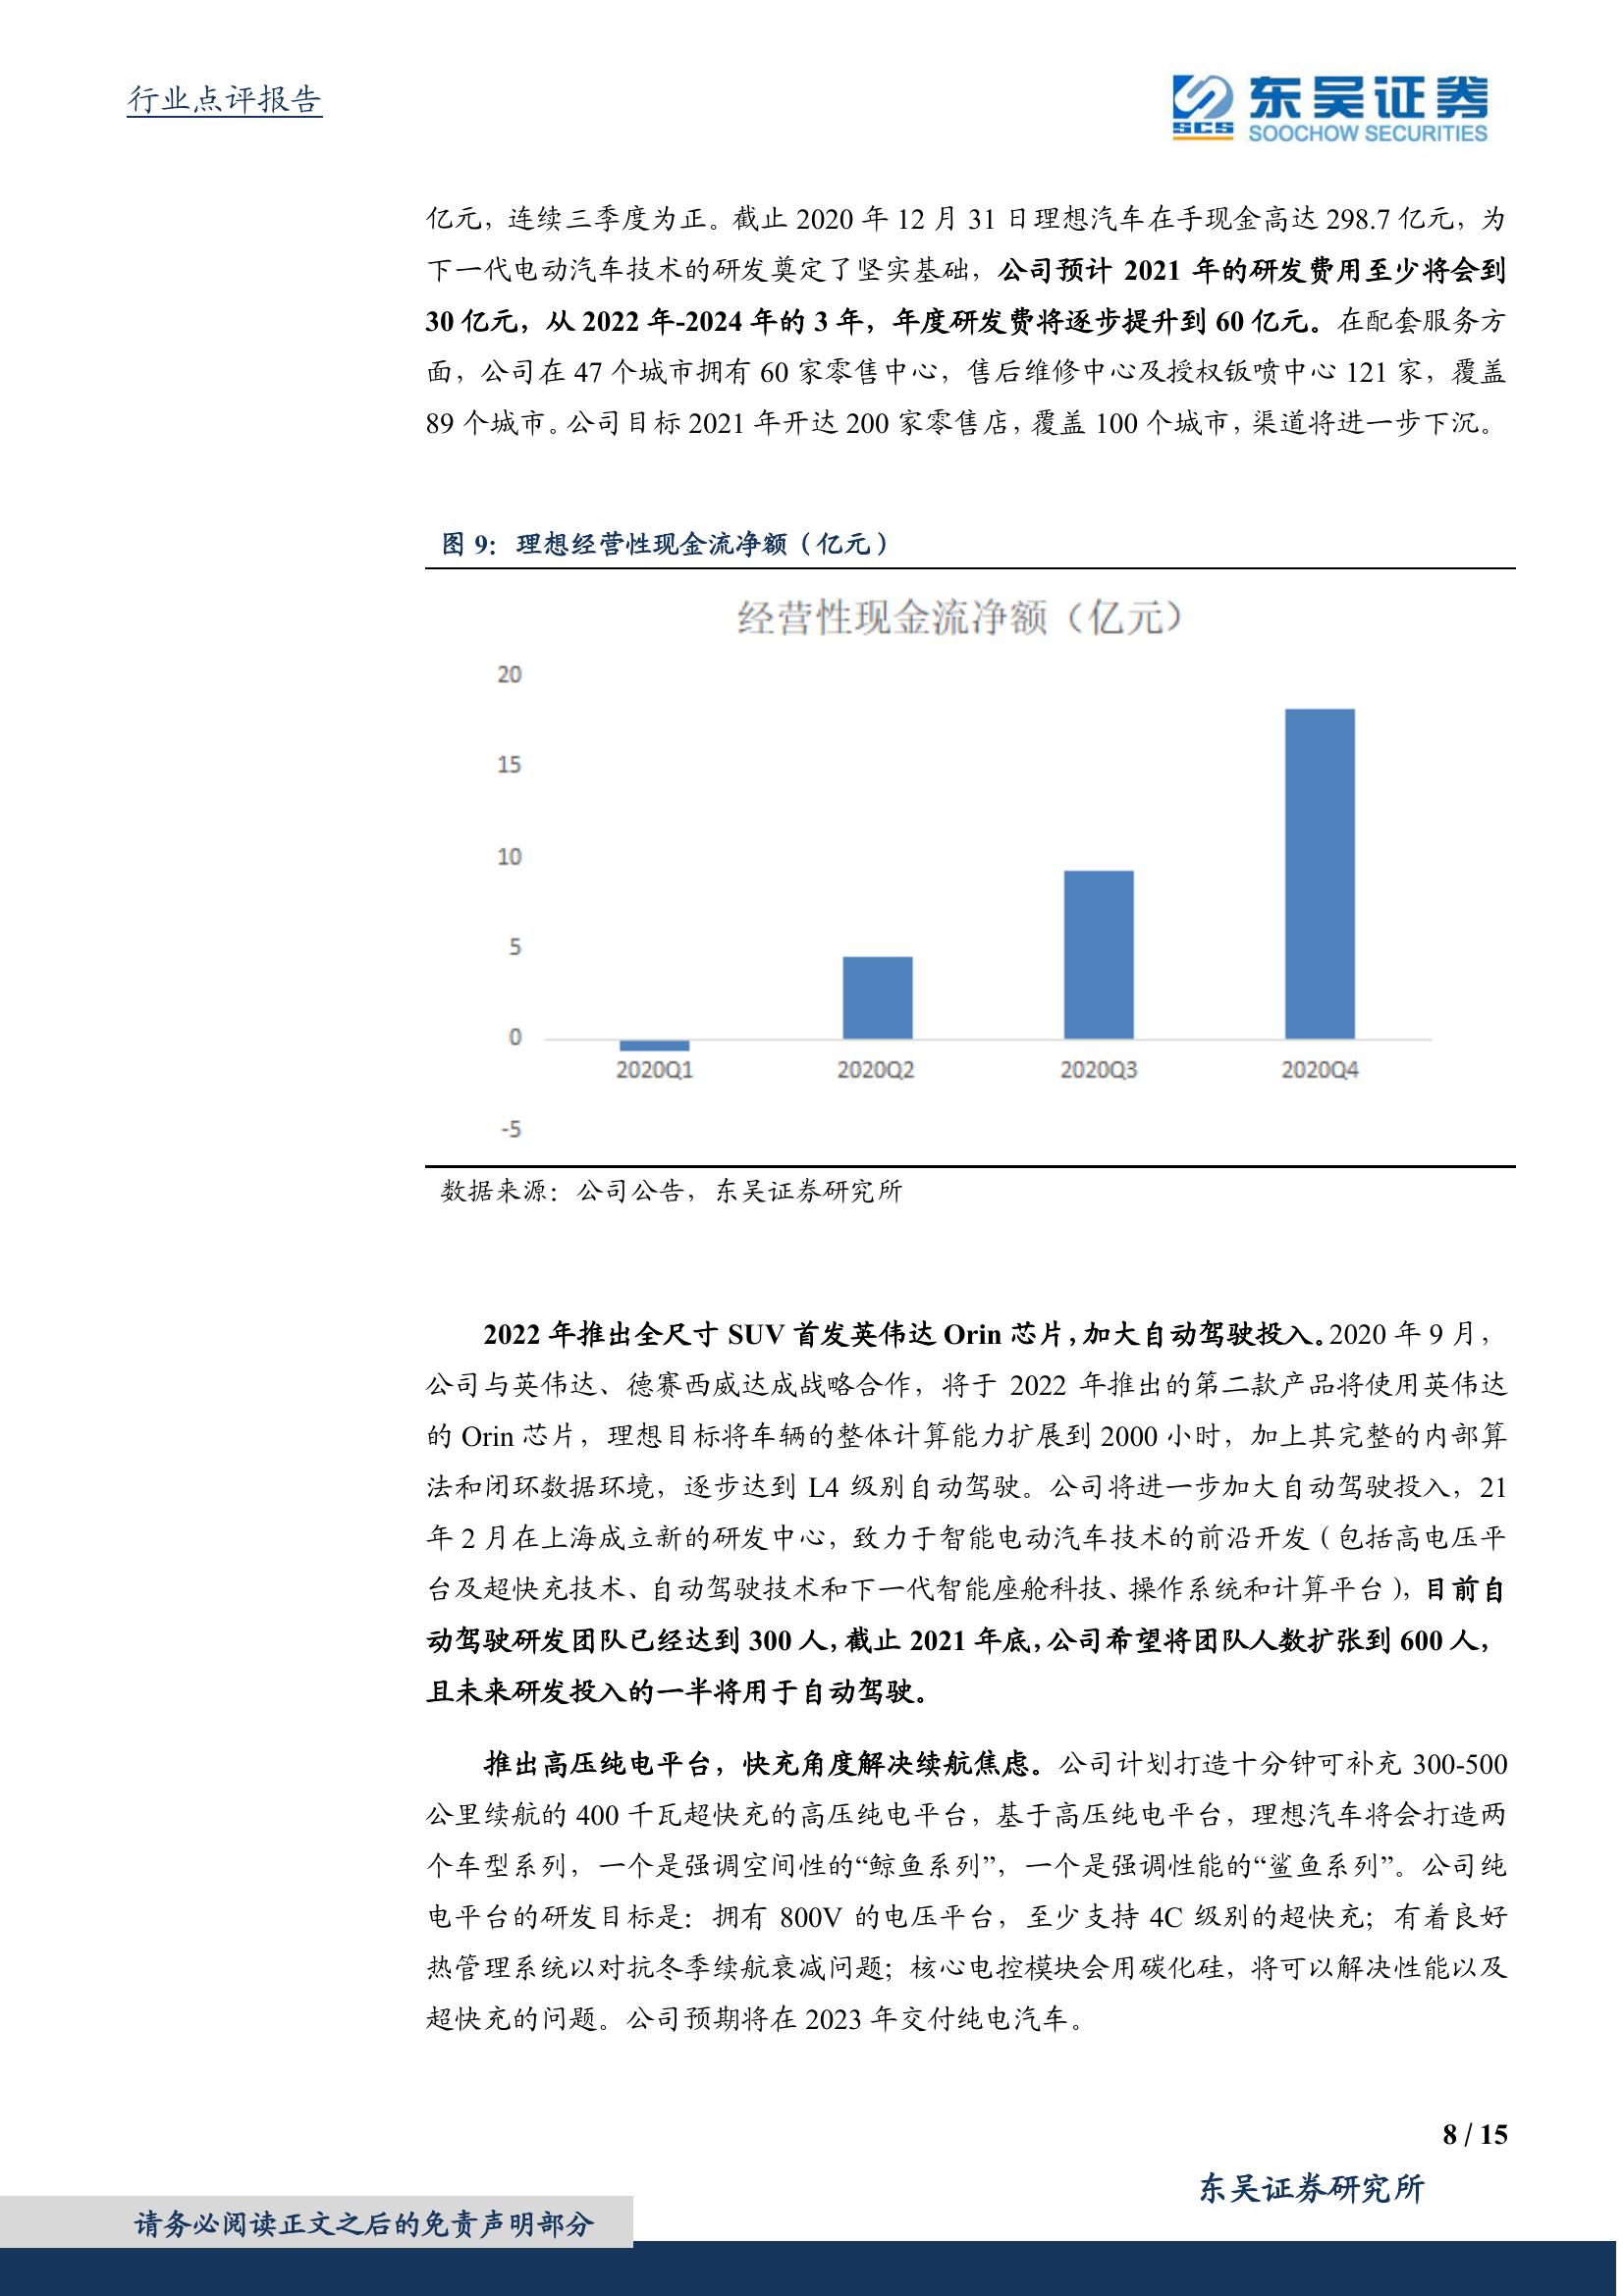 行业点评报告
SCS
东吴证券
SOOCHOW SECURITIES
亿元，连续三季度为正。截止 2020 年 12 月 31 日理想汽车在手现金高达 298.7 亿元，为
下一代电动汽车技术的研发奠定了坚实基础，公司预计 2021 年的研发费用至少将会到
30 亿元，从 2022 年-2024 年的 3 年，年度研发费将逐步提升到 60 亿元。在配套服务方
面，公司在 47 个城市拥有 60 家零售中心，售后维修中心及授权钣喷中心 121 家，覆盖
89 个城市。公司目标 2021 年开达 200 家零售店，覆盖 100 个城市，渠道将进一步下沉。
图 9：理想经营性现金流净额（亿元）
经营性现金流净额（亿元）
20
15
10
5
0
2020Q1 2020Q2 2020Q3 2020Q4
-5
数据来源：公司公告，东吴证券研究所
2022 年推出全尺寸 SUV 首发英伟达 Orin 芯片，加大自动驾驶投入。2020 年 9 月，
公司与英伟达、德赛西威达成战略合作，将于 2022 年推出的第二款产品将使用英伟达
的 Orin 芯片，理想目标将车辆的整体计算能力扩展到 2000 小时，加上其完整的内部算
法和闭环数据环境，逐步达到 L4 级别自动驾驶。公司将进一步加大自动驾驶投入，21
年 2 月在上海成立新的研发中心，致力于智能电动汽车技术的前沿开发（包括高电压平
台及超快充技术、自动驾驶技术和下一代智能座舱科技、操作系统和计算平台），目前自
动驾驶研发团队已经达到 300 人，截止 2021 年底，公司希望将团队人数扩张到 600 人，
且未来研发投入的一半将用于自动驾驶。
推出高压纯电平台，快充角度解决续航焦虑。公司计划打造十分钟可补充 300-500
公里续航的 400 千瓦超快充的高压纯电平台，基于高压纯电平台，理想汽车将会打造两
个车型系列，一个是强调空间性的“鲸鱼系列”，一个是强调性能的“鲨鱼系列”。公司纯
电平台的研发目标是：拥有 800V 的电压平台，至少支持 4C 级别的超快充；有着良好
热管理系统以对抗冬季续航衰减问题；核心电控模块会用碳化硅，将可以解决性能以及
超快充的问题。公司预期将在 2023 年交付纯电汽车。
8 / 15
东吴证券研究所
请务必阅读正文之后的免责声明部分